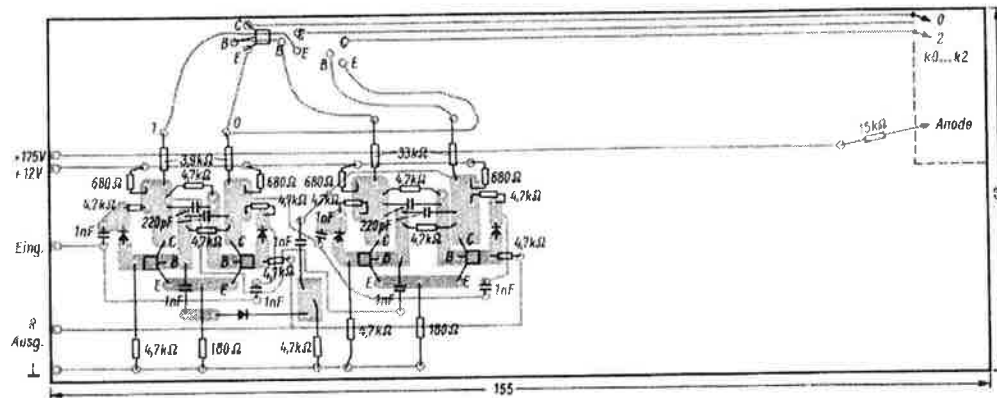 C E 0
B B E C 2
E B E k0...k2
1 0 15kΩ Anode
+175V 3,9kΩ 33kΩ
+12V
680Ω 4,7kΩ 680Ω 680Ω 4,7kΩ 680Ω
4,7kΩ 4,7kΩ 4,7kΩ 4,7kΩ
1nF 220pF 1nF 1nF 220pF
Eing. 4,7kΩ 4,7kΩ 4,7kΩ
C C C C
B B 4,7kΩ B B
E E E E
1nF 1nF 1nF 1nF
R
Ausg. 4,7kΩ 180Ω 4,7kΩ 4,7kΩ 180Ω
⊥
155